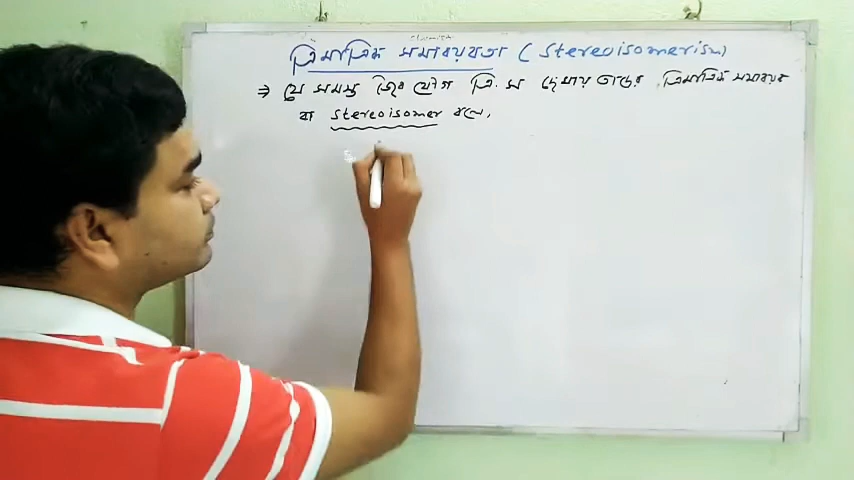 ত্রিমাত্রিক সমাবয়বতা (Stereoisomerism)
⇒ যে সমস্ত জৈব যৌগ ত্রি. স দেখায় তাদের ত্রিমাত্রিক সমাবয়ব
বা stereoisomer বলে,